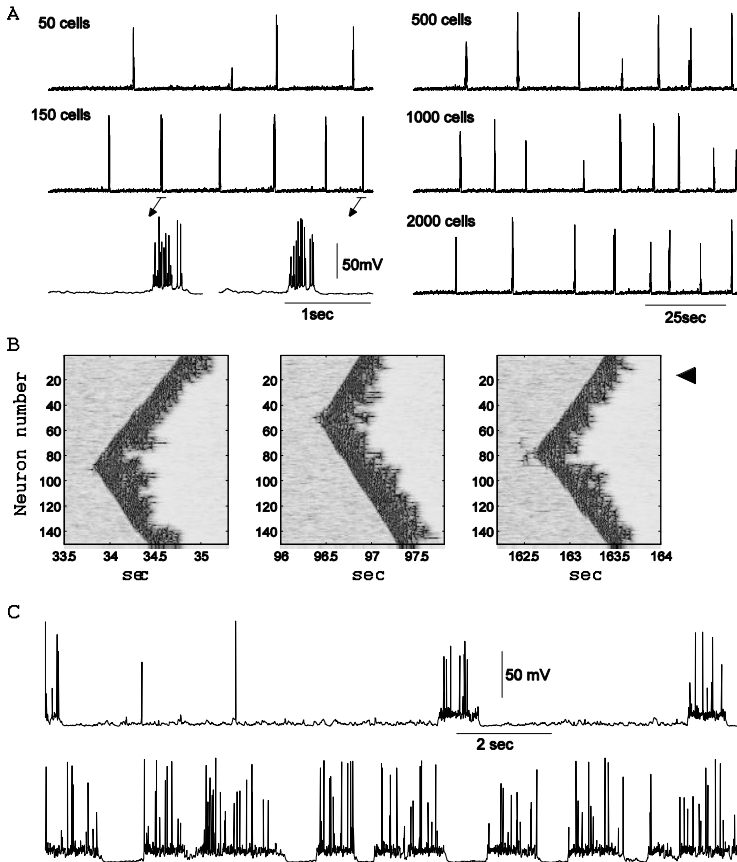 A
50 cells
500 cells
150 cells
1000 cells
2000 cells
50mV
1sec
25sec
B
Neuron number
20
40
60
80
100
120
140
33.5 34 34.5 35
sec
20
40
60
80
100
120
140
96 96.5 97 97.5
sec
20
40
60
80
100
120
140
162.5 163 163.5 164
sec
C
50 mV
2 sec